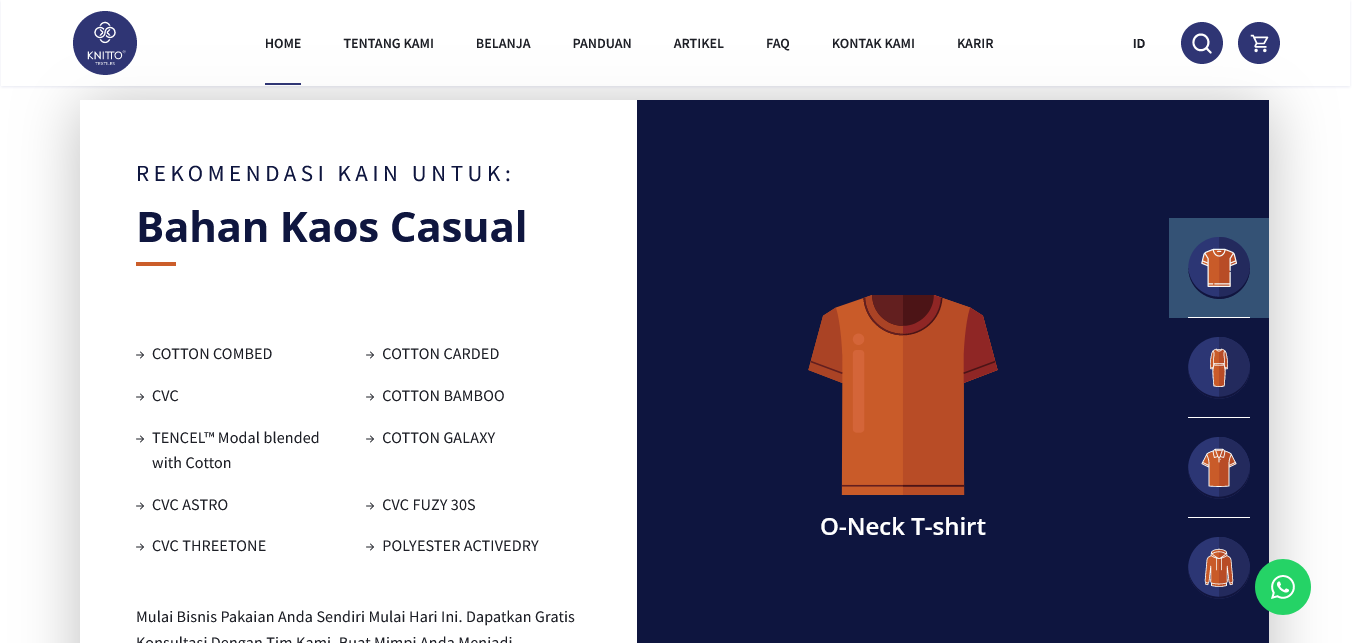 KNITTO
TEXTILES
HOME TENTANG KAMI BELANJA PANDUAN ARTIKEL FAQ KONTAK KAMI KARIR ID
REKOMENDASI KAIN UNTUK:
Bahan Kaos Casual
COTTON COMBED
COTTON CARDED
CVC
COTTON BAMBOO
TENCEL™ Modal blended
with Cotton
COTTON GALAXY
CVC ASTRO
CVC FUZY 30S
CVC THREETONE
POLYESTER ACTIVEDRY
Mulai Bisnis Pakaian Anda Sendiri Mulai Hari Ini. Dapatkan Gratis
Konsultasi Dengan Tim Kami. Buat Mimpi Anda Menjadi
O-Neck T-shirt